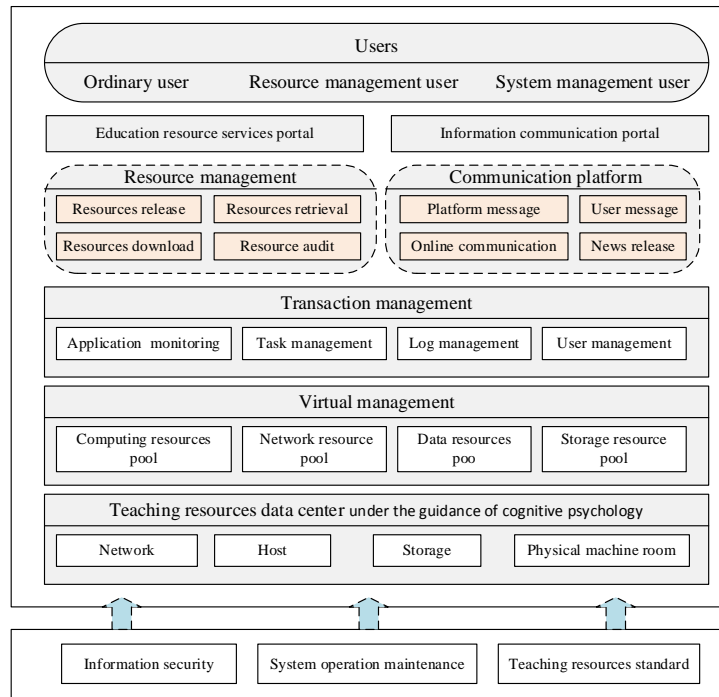 Users
Ordinary user Resource management user System management user
Education resource services portal Information communication portal
Resource management
Resources release Resources retrieval
Resources download Resource audit
Communication platform
Platform message User message
Online communication News release
Transaction management
Application monitoring Task management Log management User management
Virtual management
Computing resources
pool
Network resource
pool
Data resources
poo
Storage resource
pool
Teaching resources data center under the guidance of cognitive psychology
Network Host Storage Physical machine room
Information security System operation maintenance Teaching resources standard